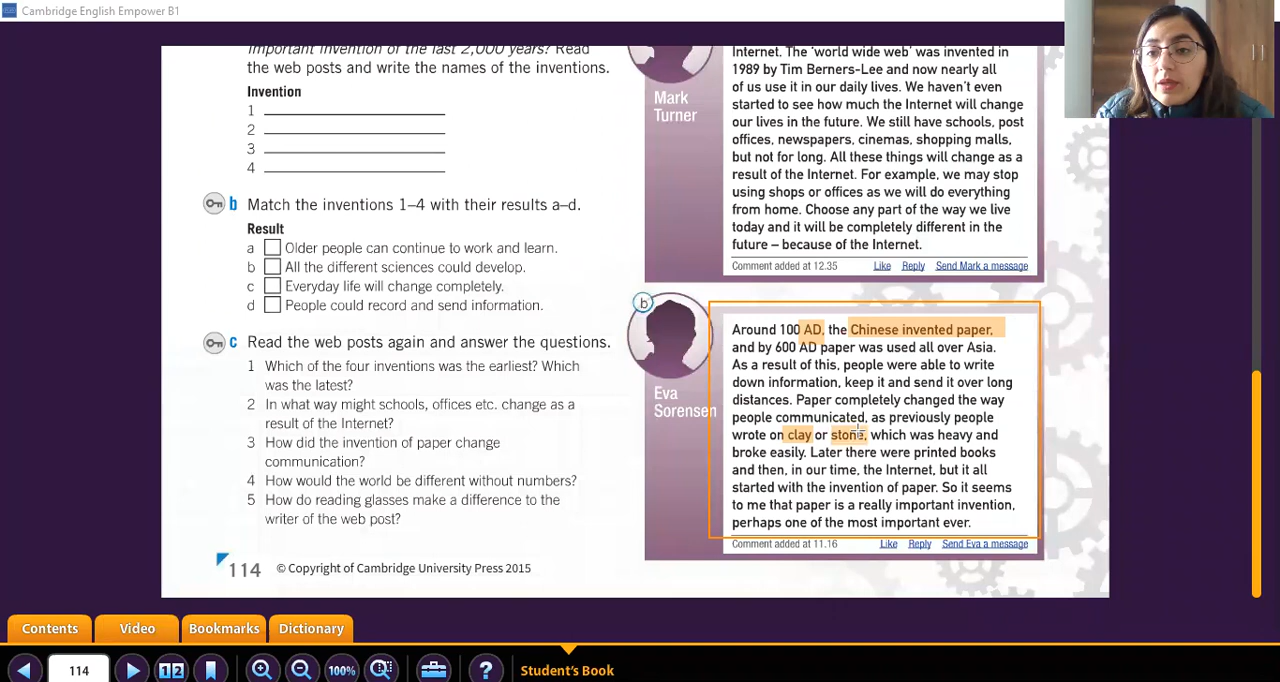 Cambridge English Empower B1
important invention of the last 2,000 years? Read
the web posts and write the names of the inventions.
Invention
1
2
3
4
b Match the inventions 1–4 with their results a–d.
Result
a Older people can continue to work and learn.
b All the different sciences could develop.
c Everyday life will change completely.
d People could record and send information.
c Read the web posts again and answer the questions.
1 Which of the four inventions was the earliest? Which
was the latest?
2 In what way might schools, offices etc. change as a
result of the Internet?
3 How did the invention of paper change
communication?
4 How would the world be different without numbers?
5 How do reading glasses make a difference to the
writer of the web post?
114 © Copyright of Cambridge University Press 2015
Mark
Turner
Internet. The 'world wide web' was invented in
1989 by Tim Berners-Lee and now nearly all
of us use it in our daily lives. We haven't even
started to see how much the Internet will change
our lives in the future. We still have schools, post
offices, newspapers, cinemas, shopping malls,
but not for long. All these things will change as a
result of the Internet. For example, we may stop
using shops or offices as we will do everything
from home. Choose any part of the way we live
today and it will be completely different in the
future – because of the Internet.
Comment added at 12.35 Like Reply Send Mark a message
b
Eva
Sorensen
Around 100 AD, the Chinese invented paper,
and by 600 AD paper was used all over Asia.
As a result of this, people were able to write
down information, keep it and send it over long
distances. Paper completely changed the way
people communicated, as previously people
wrote on clay or stone, which was heavy and
broke easily. Later there were printed books
and then, in our time, the Internet, but it all
started with the invention of paper. So it seems
to me that paper is a really important invention,
perhaps one of the most important ever.
Comment added at 11.16 Like Reply Send Eva a message
Contents Video Bookmarks Dictionary
114 1 2 100% ? Student's Book